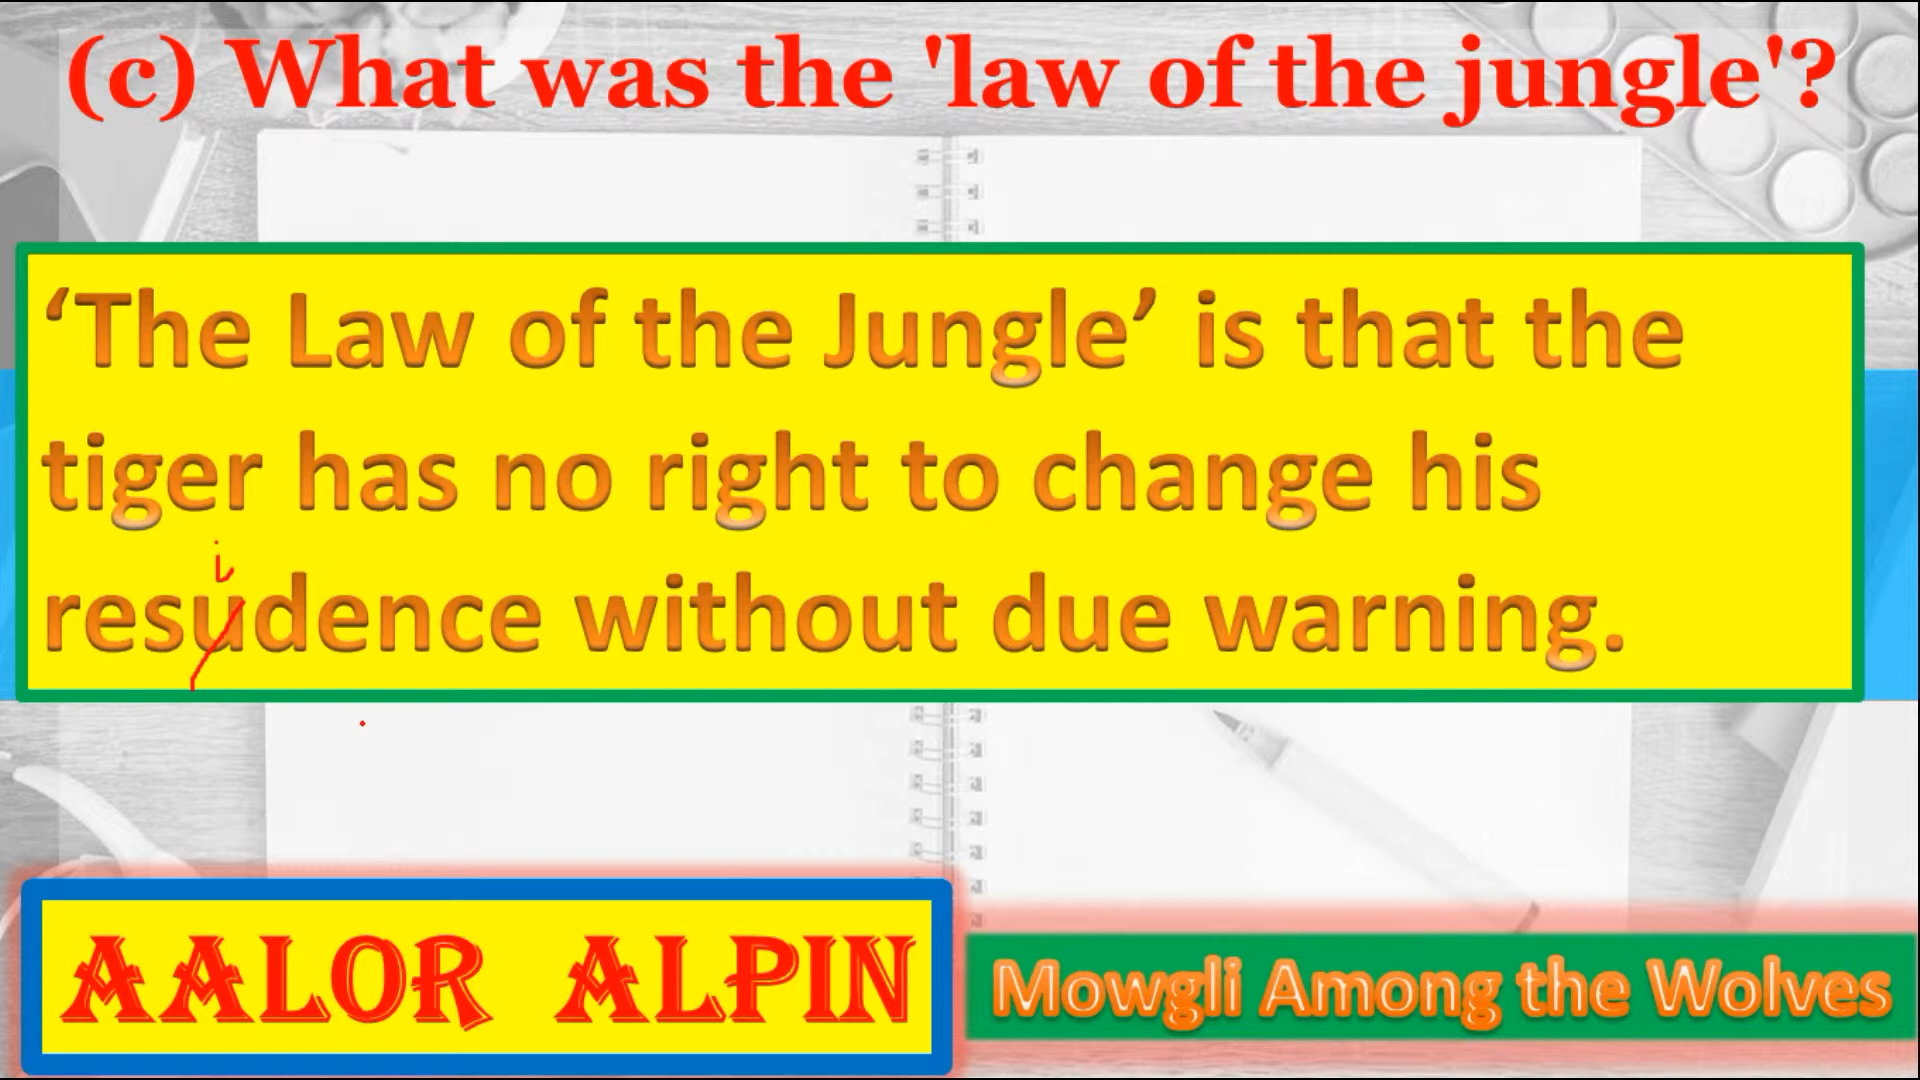 (c) What was the 'law of the jungle'?
‘The Law of the Jungle’ is that the
tiger has no right to change his
i
resudence without due warning.
AALOR ALPIN
Mowgli Among the Wolves